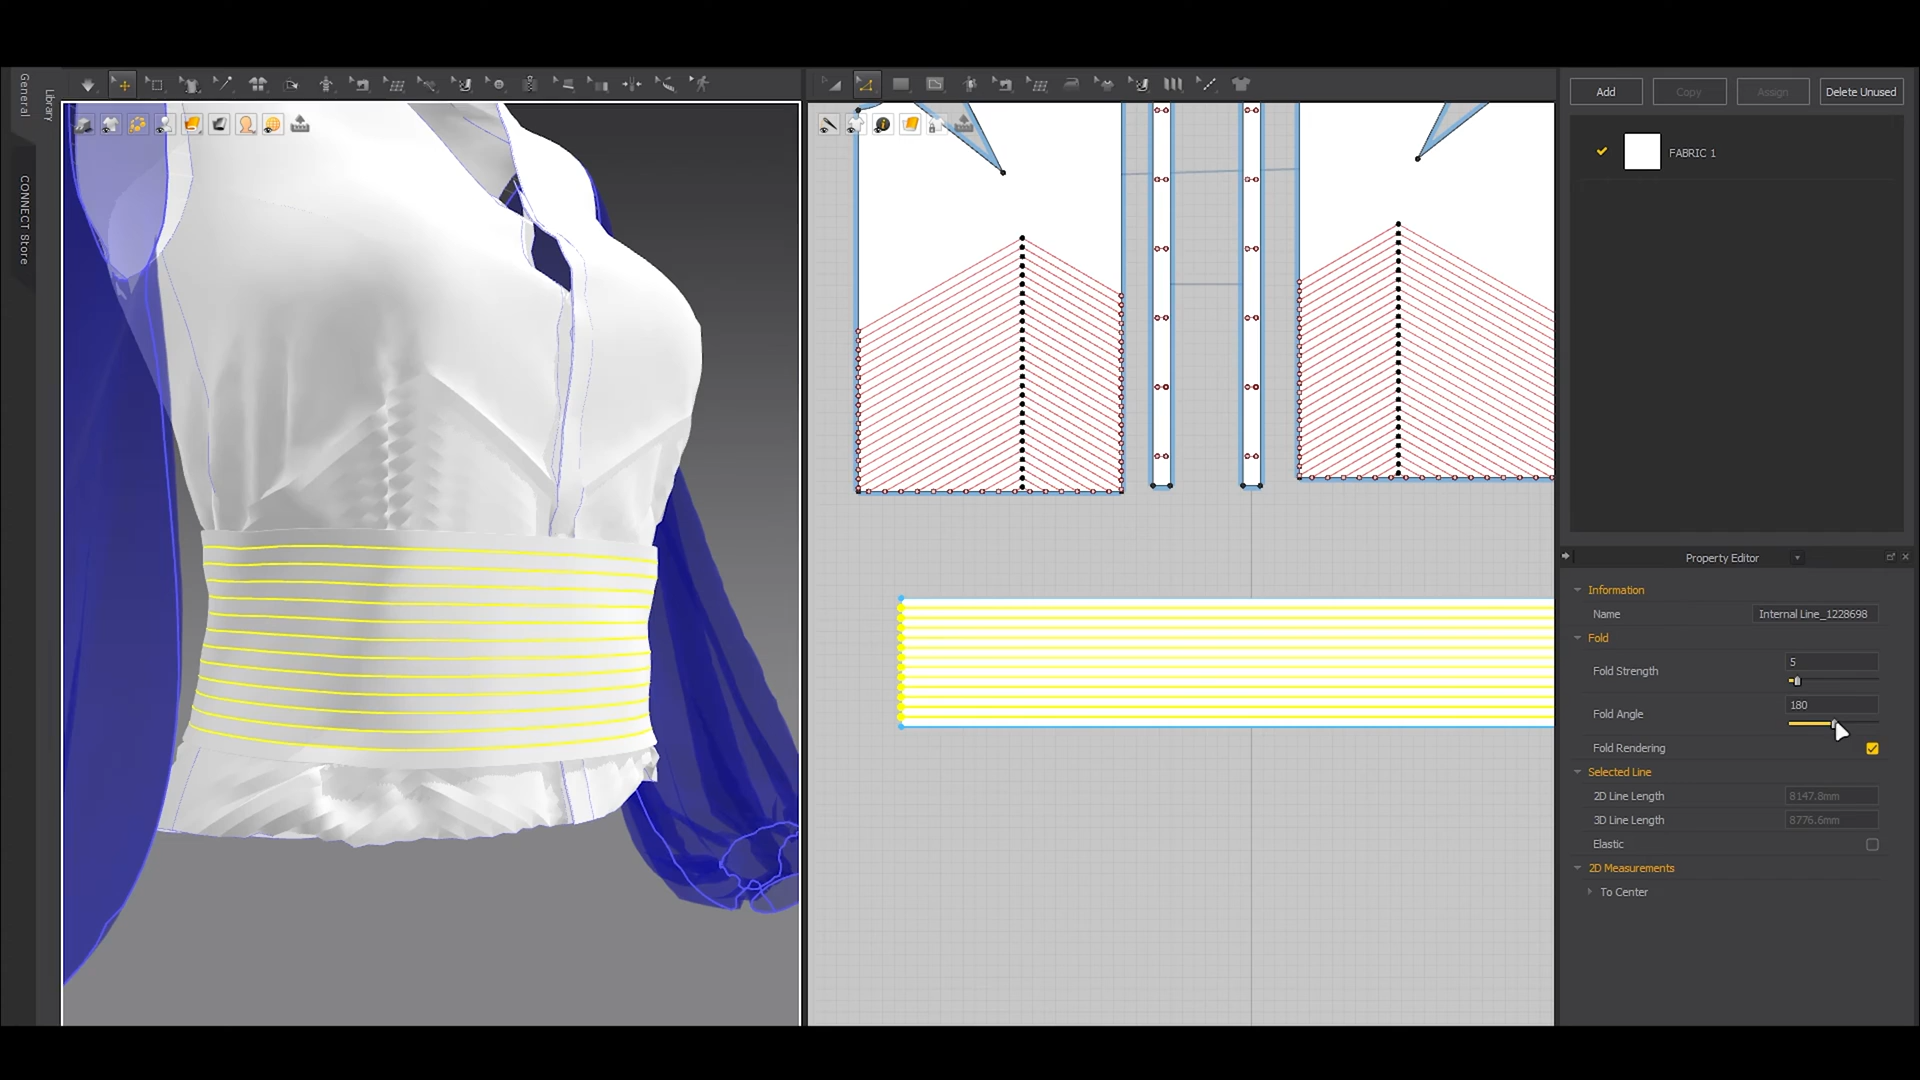 General
Library
CONNECT Store
Add
Copy
Assign
Delete Unused
FABRIC 1
Property Editor
Information
Name
Internal Line_1228698
Fold
Fold Strength
5
Fold Angle
180
Fold Rendering
Selected Line
2D Line Length
8147.8mm
3D Line Length
8776.6mm
Elastic
2D Measurements
To Center